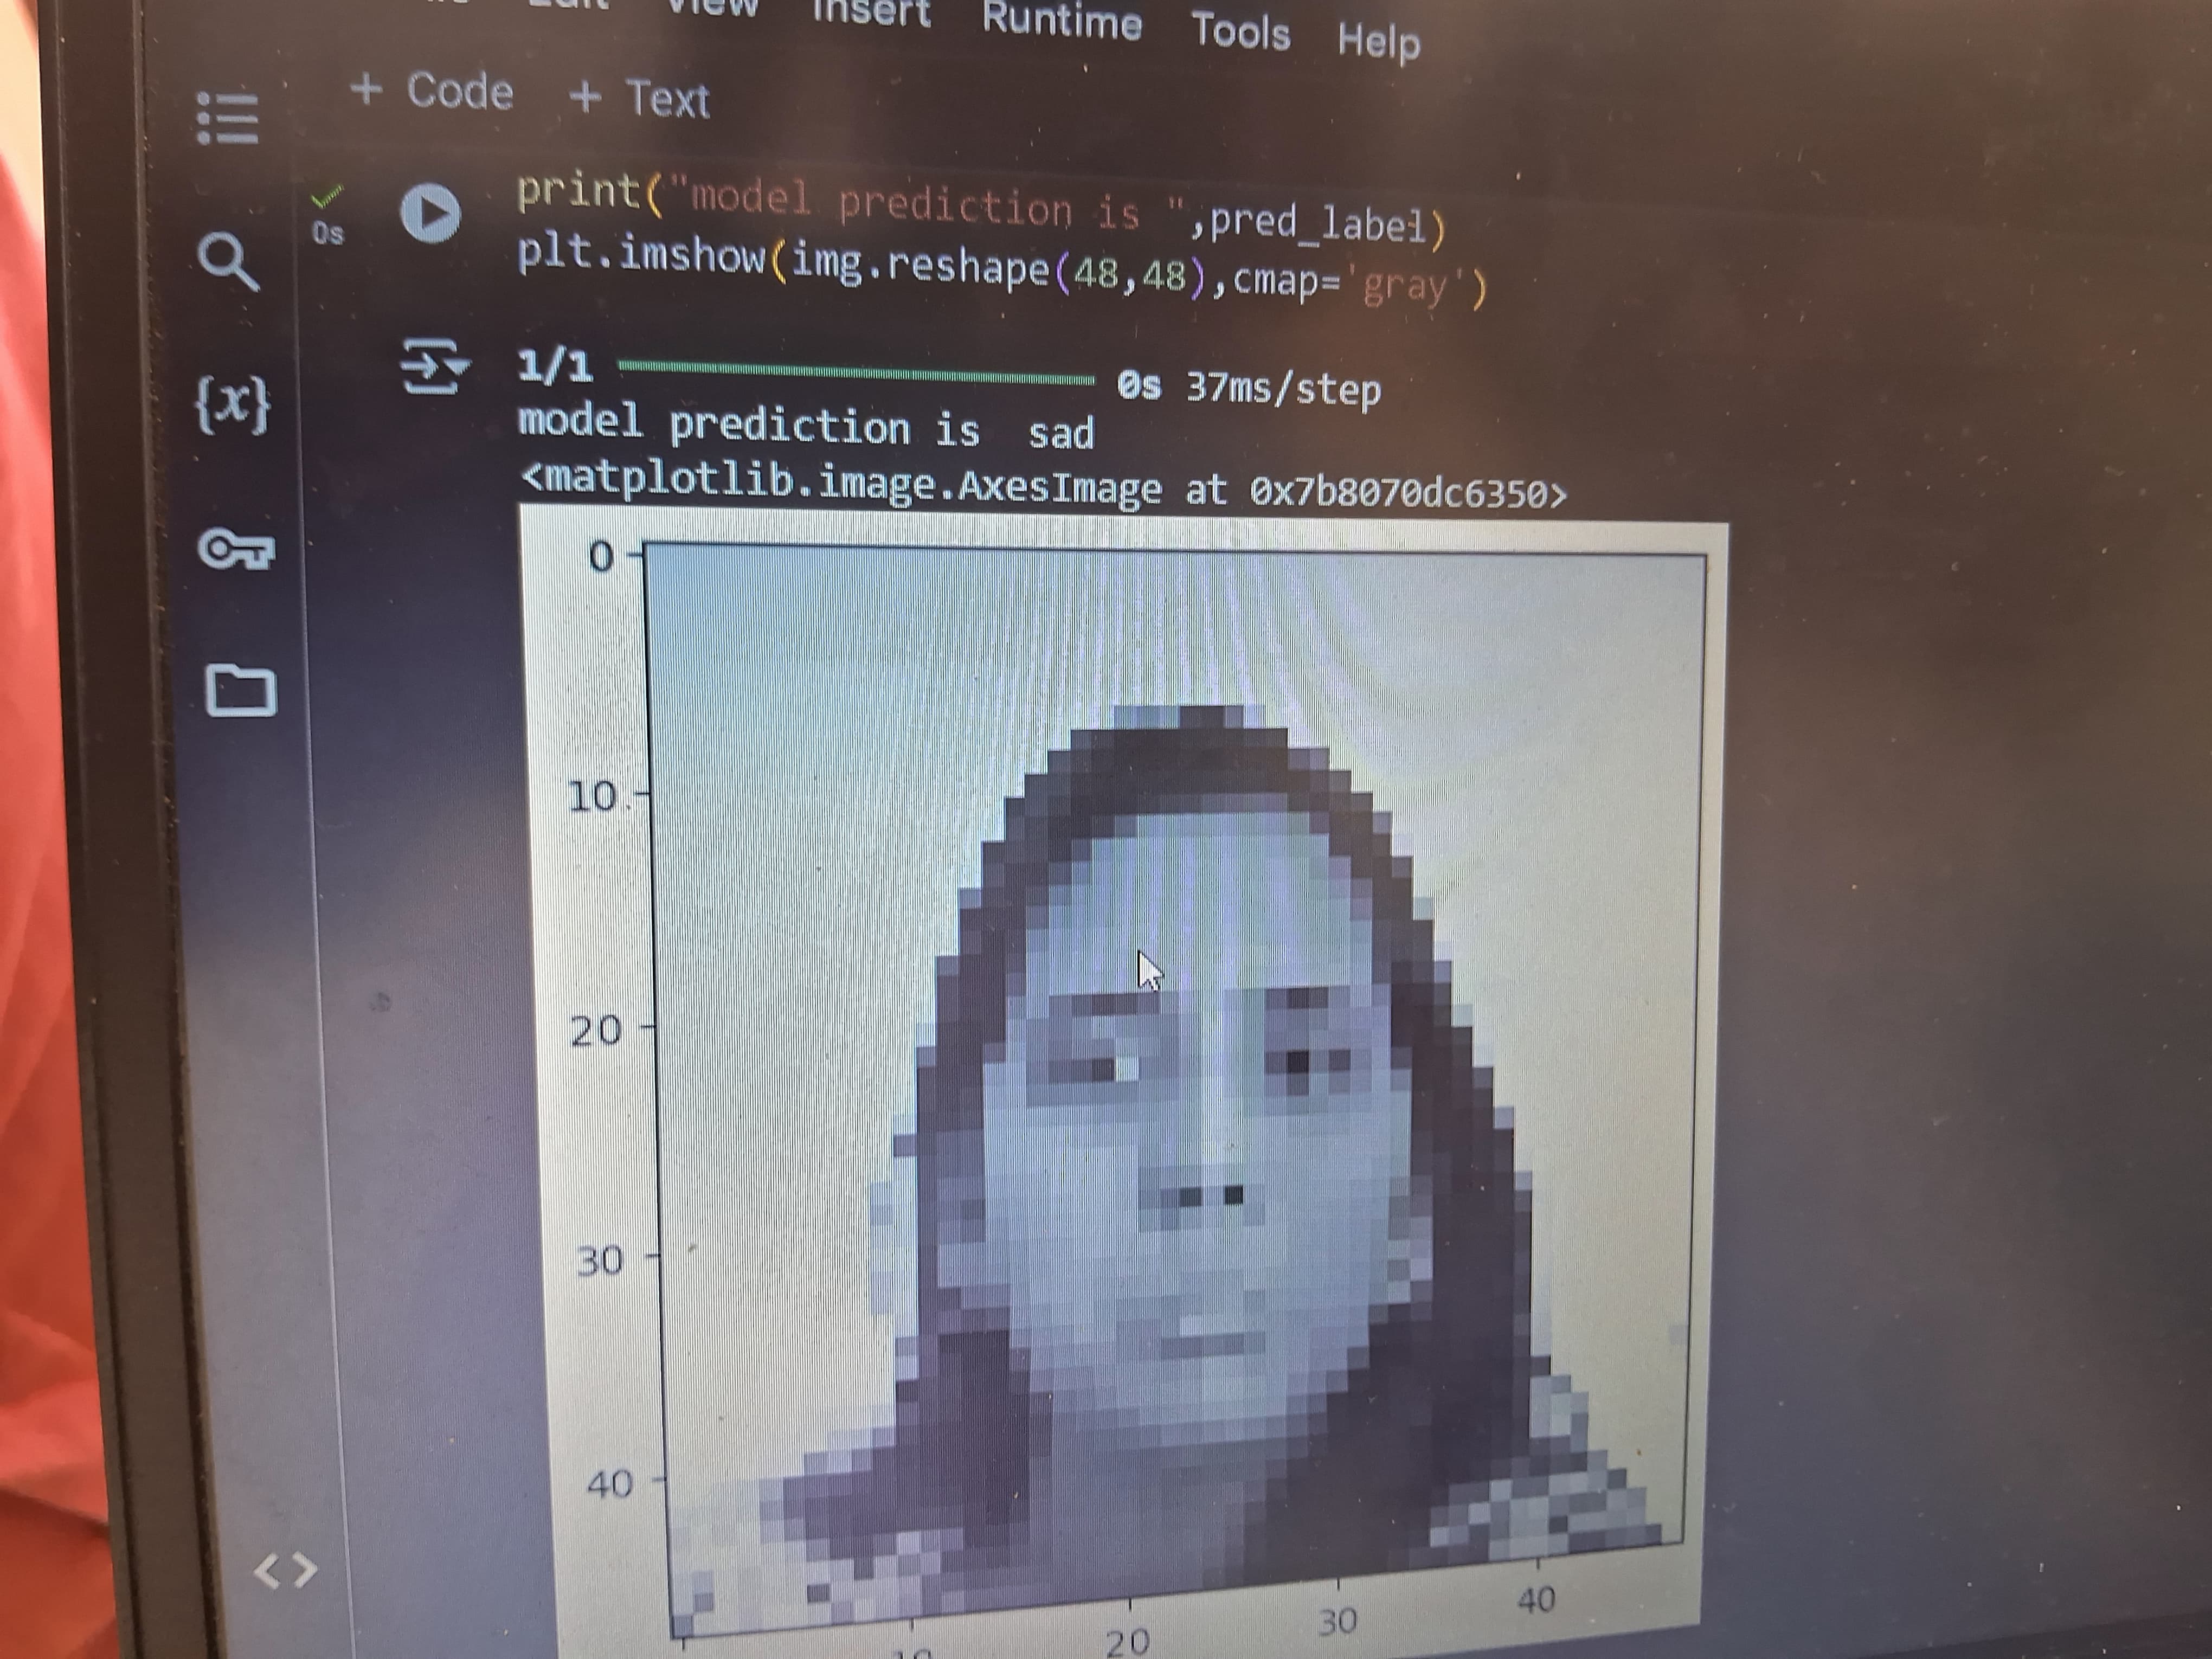 Edit View Insert Runtime Tools Help
+ Code + Text
print("model prediction is ",pred_label)
0s
plt.imshow(img.reshape(48,48),cmap='gray')
{x}
1/1 0s 37ms/step
model prediction is  sad
<matplotlib.image.AxesImage at 0x7b8070dc6350>
0
10
20
30
40
20 30 40
<>